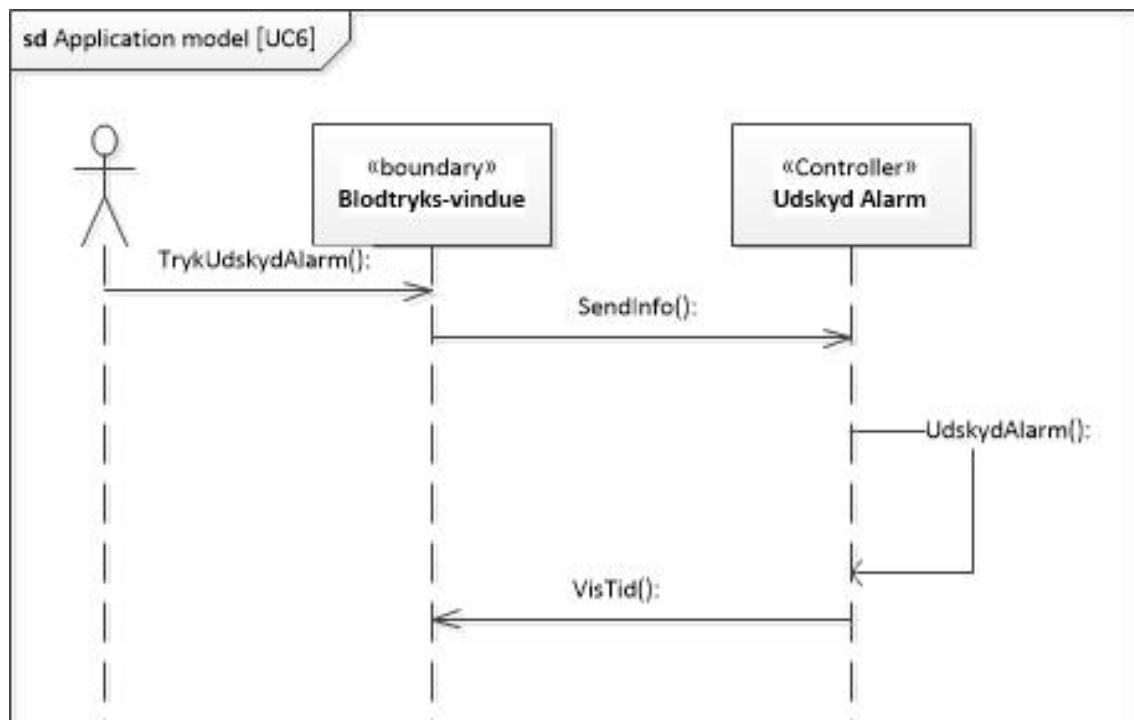 sd Application model [UC6]
«boundary»
Blodtryks-vindue
«Controller»
Udskyd Alarm
TrykUdskydAlarm():
SendInfo():
UdskydAlarm():
VisTid():